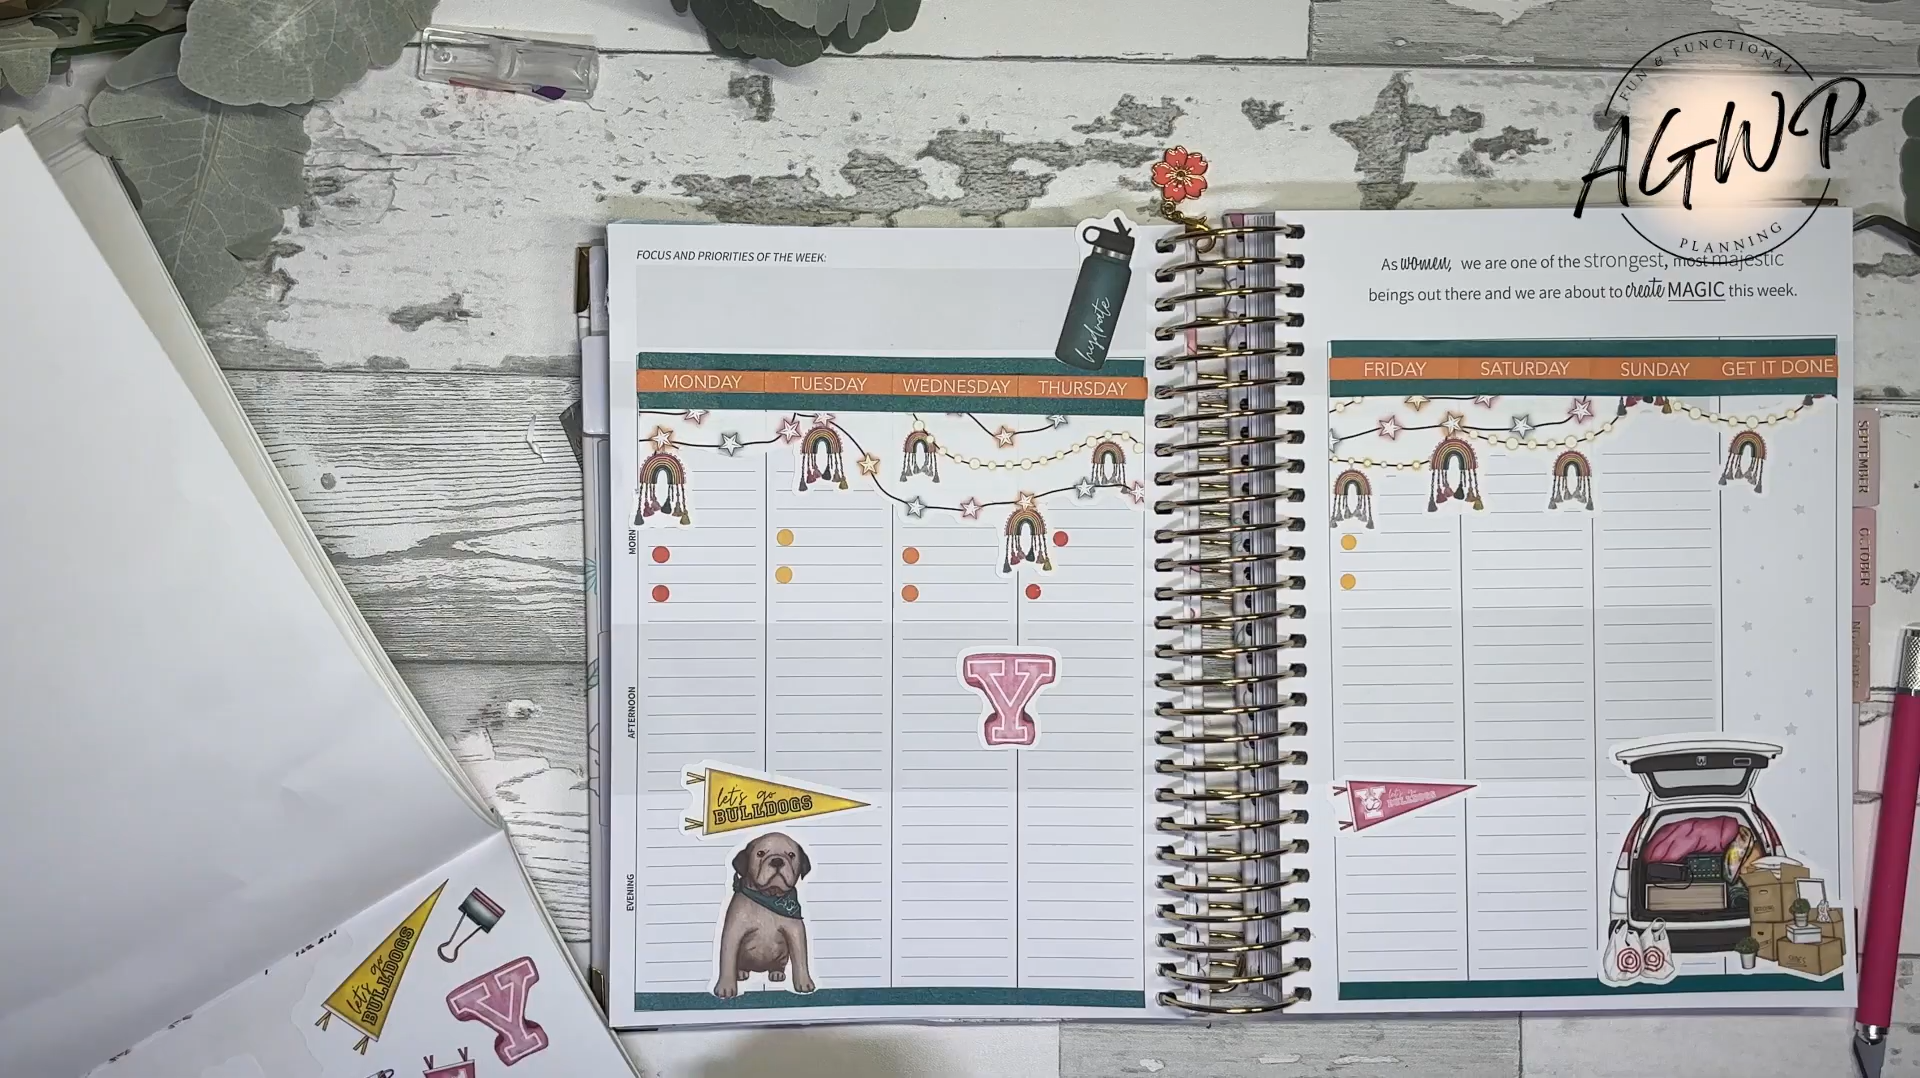 FUN & FUNCTIONAL
AGWP
PLANNING
FOCUS AND PRIORITIES OF THE WEEK:
hydrate
As women, we are one of the strongest, most majestic
beings out there and we are about to create MAGIC this week.
MONDAY TUESDAY WEDNESDAY THURSDAY
FRIDAY SATURDAY SUNDAY GET IT DONE
MORN
AFTERNOON
EVENING
SEPTEMBER
OCTOBER
NOVEMBER
Y
let's go
BULLDOGS
Y
BULLDOGS
let's go
BULLDOGS
Y